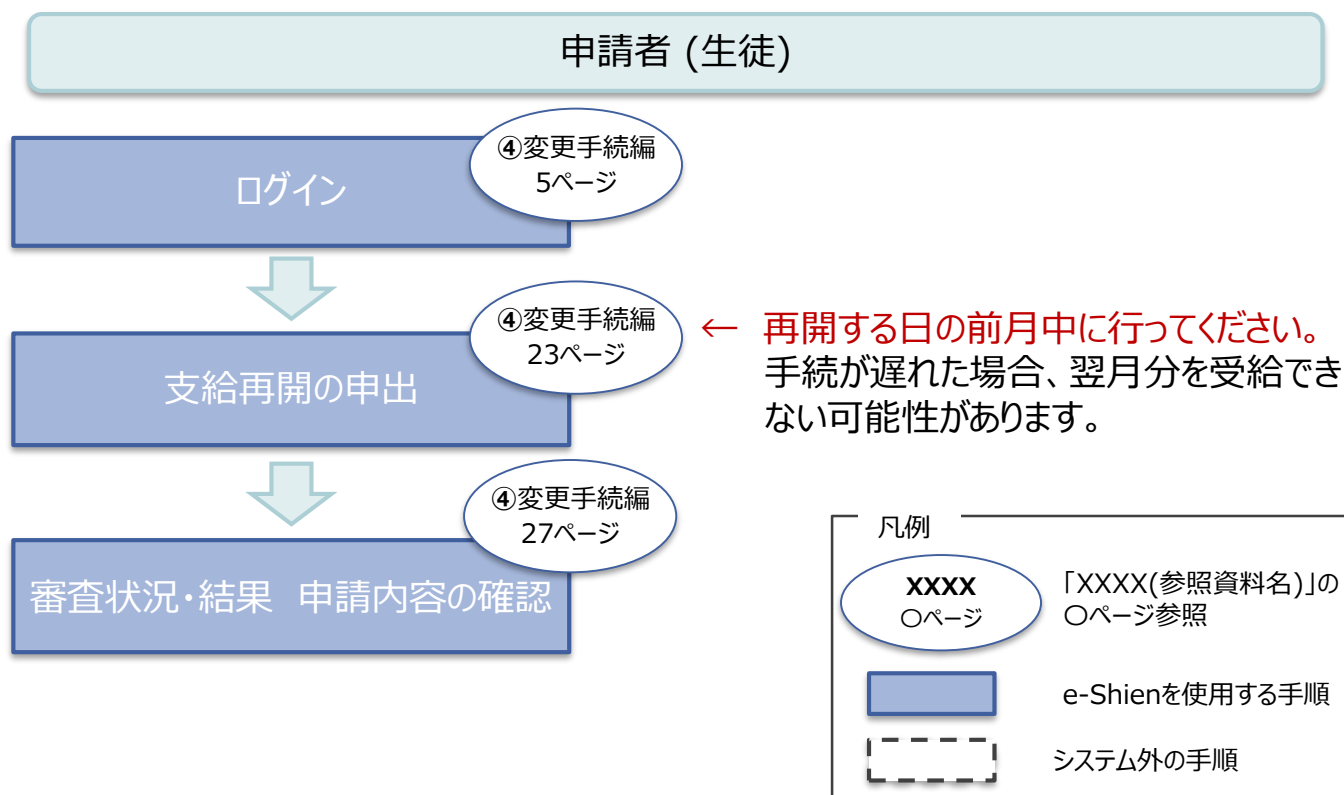 申請者 (生徒)
④変更手続編
5ページ
ログイン
④変更手続編
23ページ
支給再開の申出
← 再開する日の前月中に行ってください。
手続が遅れた場合、翌月分を受給でき
ない可能性があります。
④変更手続編
27ページ
審査状況・結果 申請内容の確認
凡例
XXXX
〇ページ
「XXXX(参照資料名)」の
〇ページ参照
e-Shienを使用する手順
システム外の手順